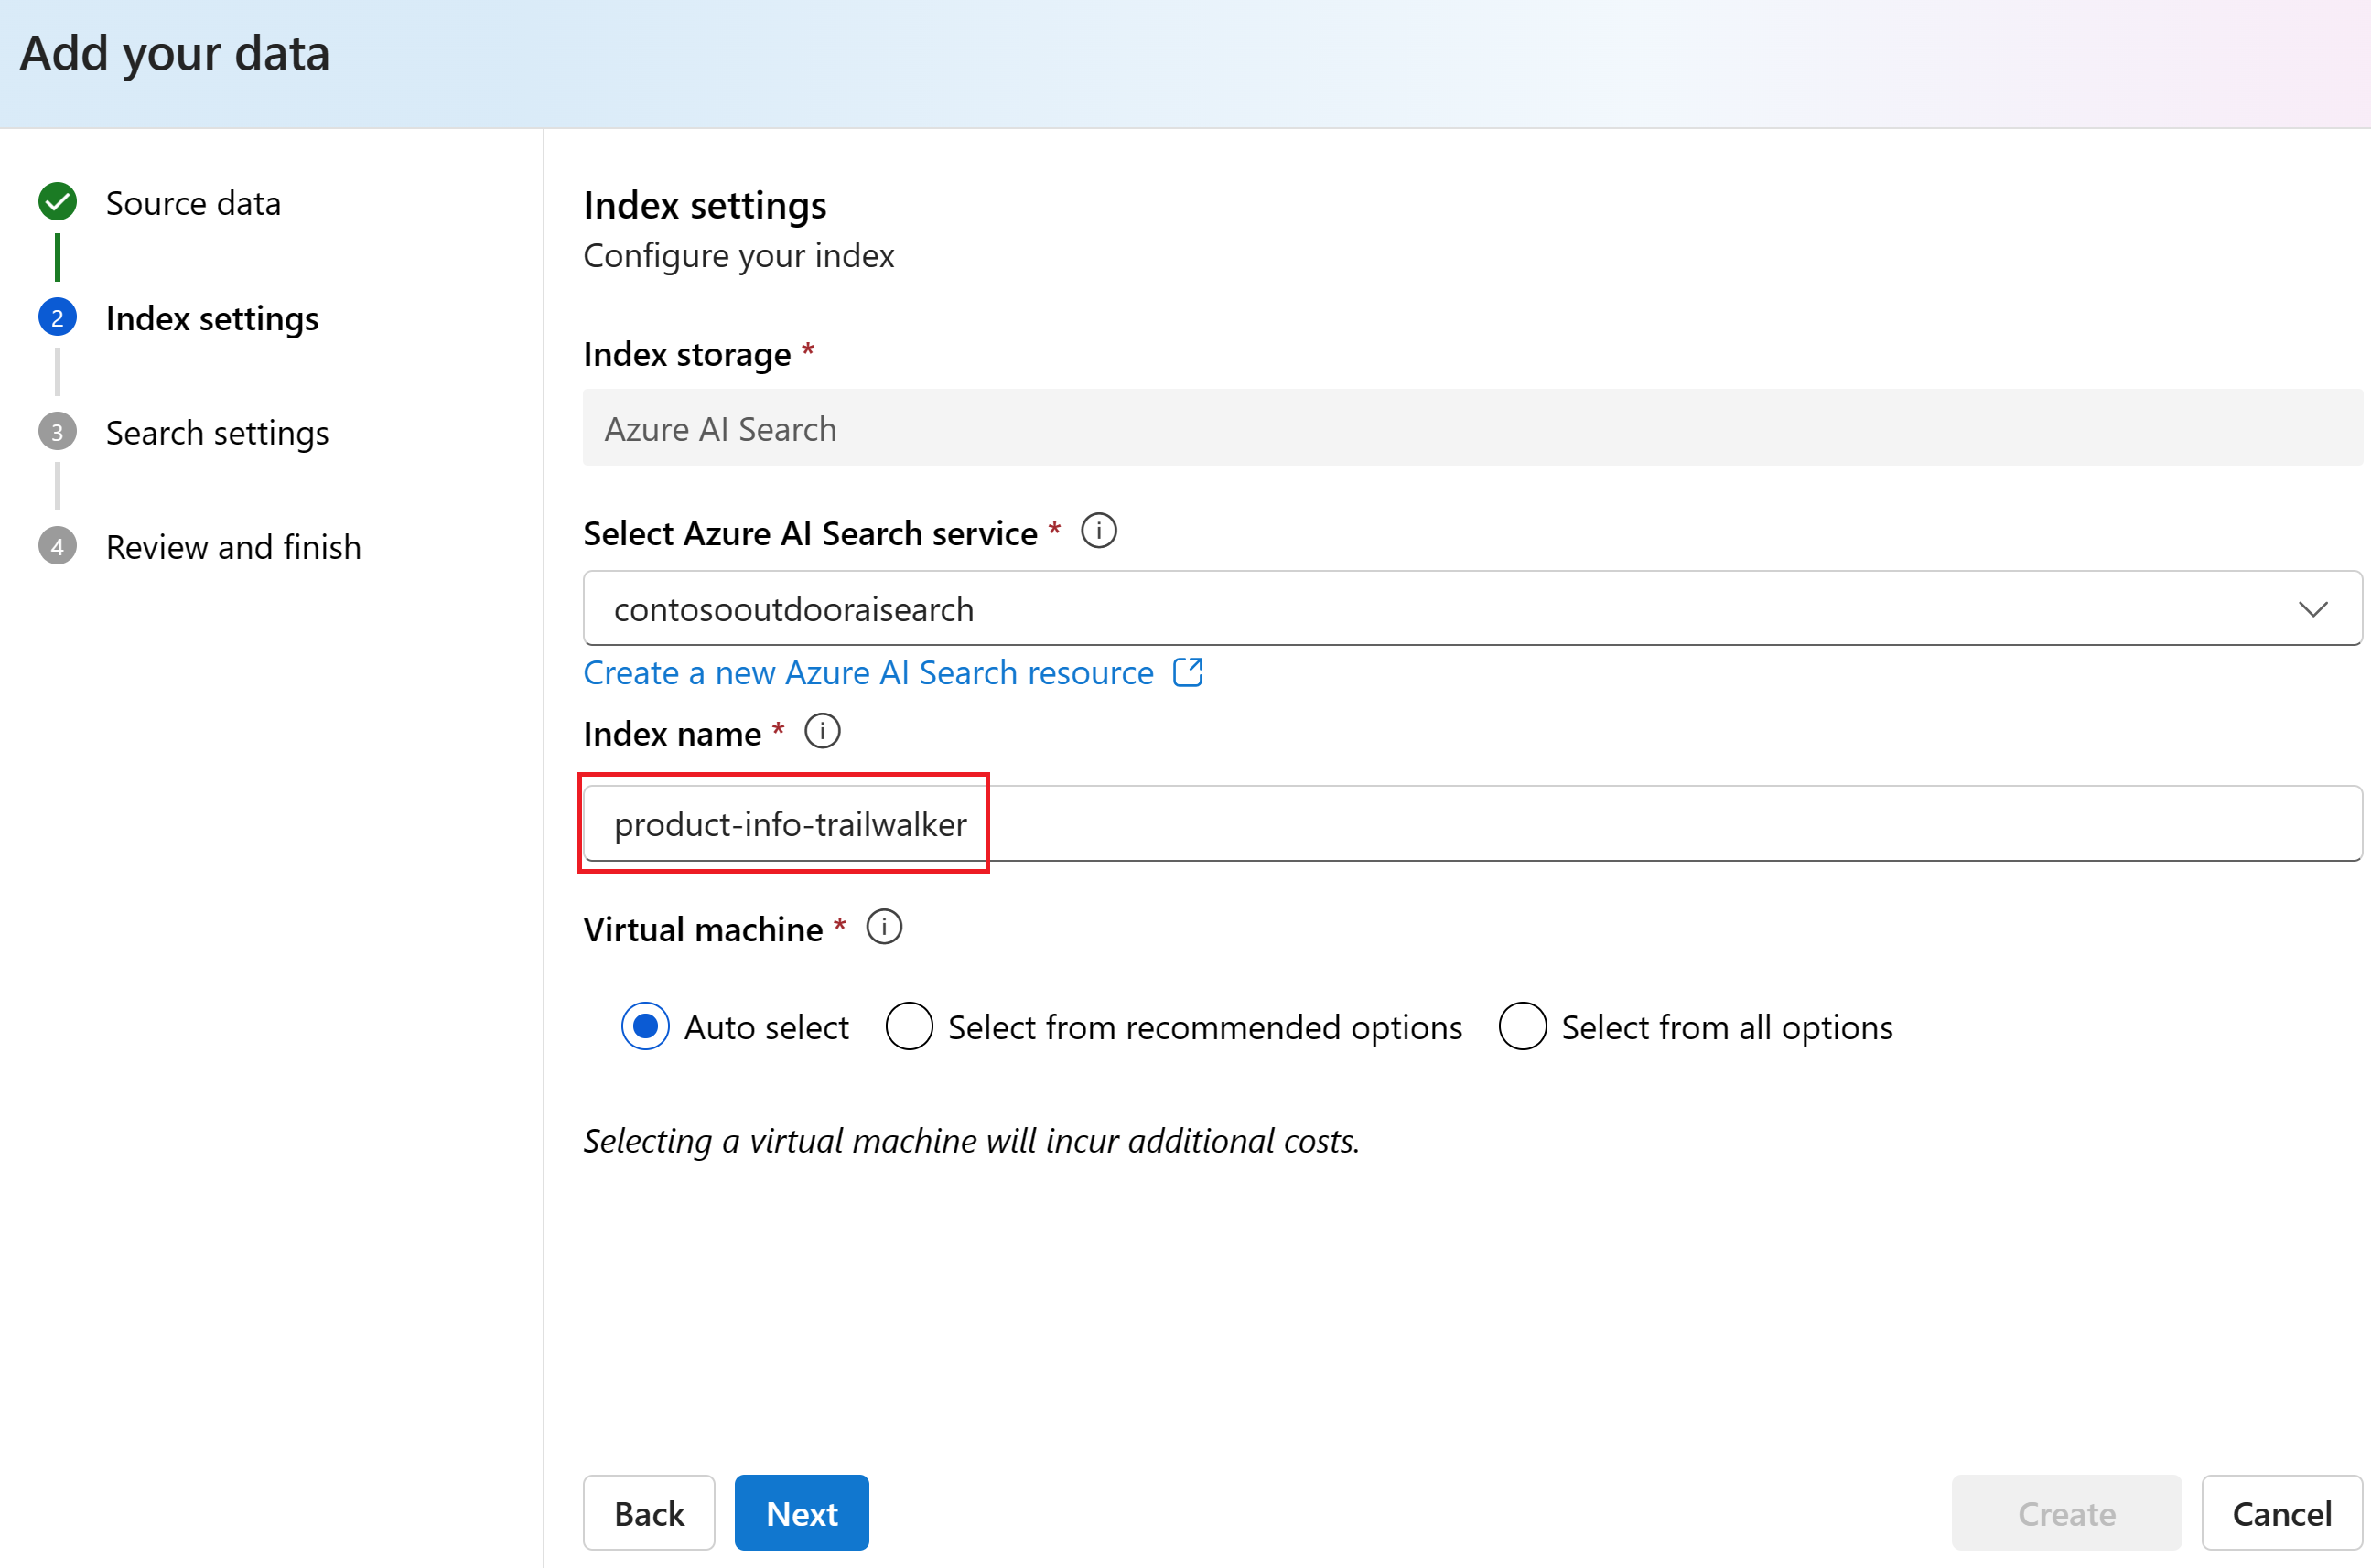 Add your data
Source data
2 Index settings
3 Search settings
4 Review and finish
Index settings
Configure your index
Index storage *
Azure AI Search
Select Azure AI Search service * i
contosooutdooraisearch
Create a new Azure AI Search resource
Index name * i
product-info-trailwalker
Virtual machine * i
Auto select Select from recommended options Select from all options
Selecting a virtual machine will incur additional costs.
Back Next Create Cancel